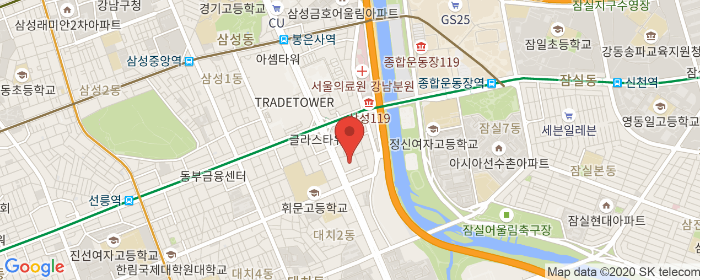 강남구청
삼성래미안2차아파트
경기고등학교
CU
삼성금호어울림아파트
GS25
잠실지구수영장
삼성동
봉은사역
잠일초등학교
강동송파교육지원청
삼성중앙역
아셈타워
종합운동장119
삼성1동
서울의료원 강남분원
종합운동장역
잠실동
신천역
동초등학교
TRADETOWER
삼성119
잠실7동
세븐일레븐
영동일고등학교
글라스타워
정신여자고등학교
아시아선수촌아파트
동부금융센터
잠실본동
선릉역
휘문고등학교
잠실현대아파트
회
대치2동
잠실어울림축구장
진선여자고등학교
한림국제대학원대학교
대치4동
Google
Map data ©2020 SK telecom